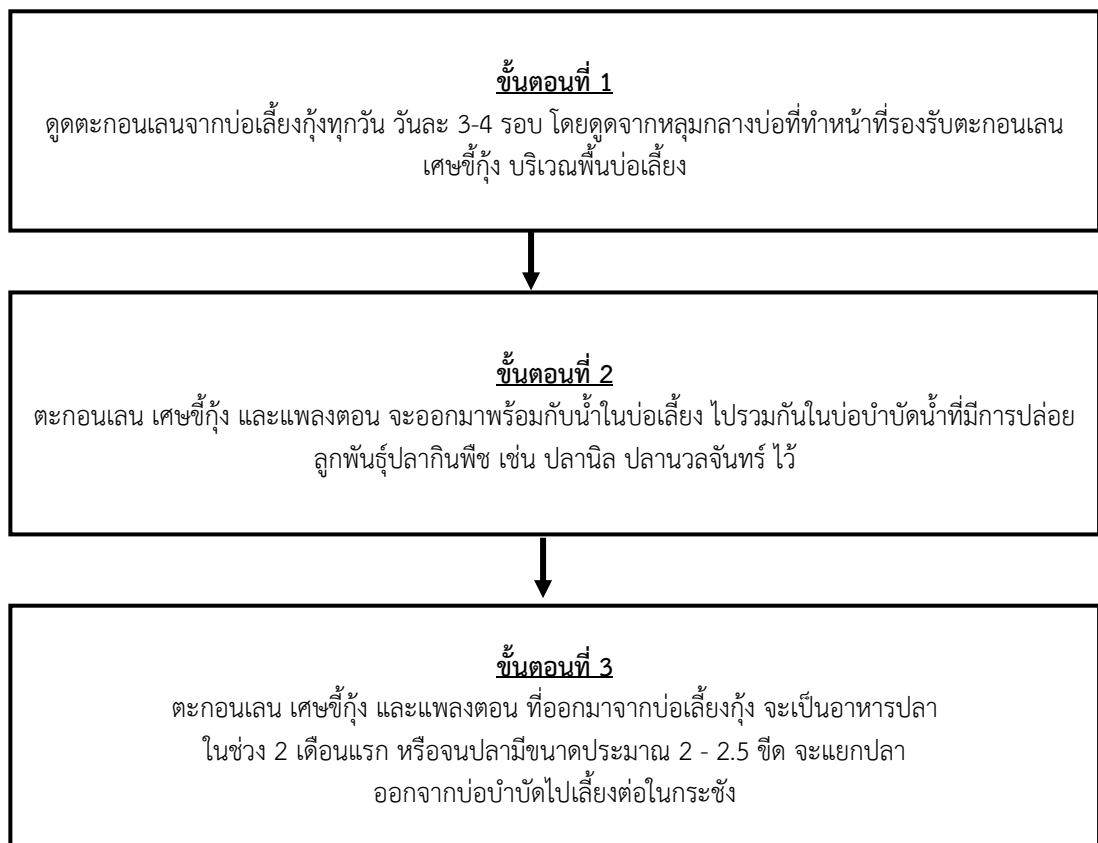 ขั้นตอนที่ 1
ดูดตะกอนเลนจากบ่อเลี้ยงกุ้งทุกวัน วันละ 3-4 รอบ โดยดูดจากหลุมกลางบ่อที่ทำหน้าที่รองรับตะกอนเลน
เศษขี้กุ้ง บริเวณพื้นบ่อเลี้ยง
ขั้นตอนที่ 2
ตะกอนเลน เศษขี้กุ้ง และแพลงตอน จะออกมาพร้อมกับน้ำในบ่อเลี้ยง ไปรวมกันในบ่อบำบัดน้ำที่มีการปล่อย
ลูกพันธุ์ปลากินพืช เช่น ปลานิล ปลานวลจันทร์ ไว้
ขั้นตอนที่ 3
ตะกอนเลน เศษขี้กุ้ง และแพลงตอน ที่ออกมาจากบ่อเลี้ยงกุ้ง จะเป็นอาหารปลา
ในช่วง 2 เดือนแรก หรือจนปลามีขนาดประมาณ 2 - 2.5 ขีด จะแยกปลา
ออกจากบ่อบำบัดไปเลี้ยงต่อในกระชัง